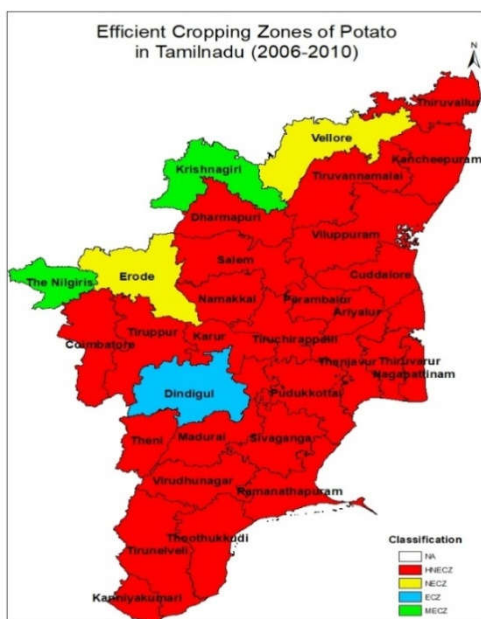 Efficient Cropping Zones of Potato
in Tamilnadu (2006-2010)
N
Thiruvallur
Vellore
Kancheepuram
Krishnagiri
Tiruvannamalai
Dharmapuri
Viluppuram
Salem
The Nilgiris
Erode
Cuddalore
Namakkal
Perambalur
Ariyalur
Coimbatore
Tiruppur
Karur
Tiruchirappalli
Thanjavur
Thiruvarur
Nagapattinam
Dindigul
Pudukkottai
Theni
Madurai
Sivaganga
Virudhunagar
Ramanathapuram
Thoothukkudi
Tirunelveli
Kanniyakumari
Classification
NA
HNECZ
NECZ
ECZ
MECZ